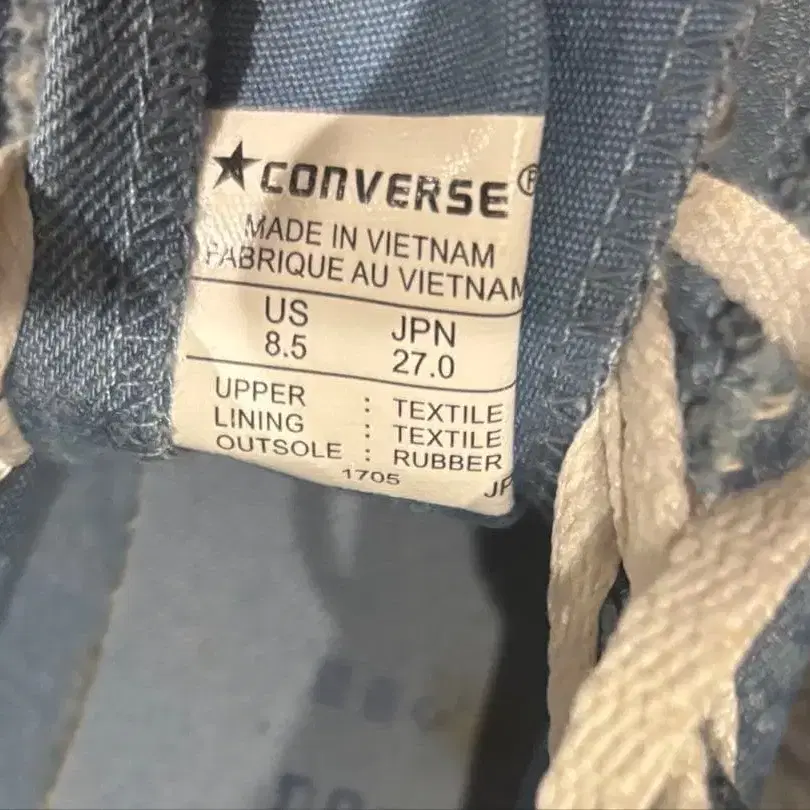 ★CONVERSE®
MADE IN VIETNAM
FABRIQUE AU VIETNAM
US JPN
8.5 27.0
UPPER : TEXTILE
LINING : TEXTILE
OUTSOLE : RUBBER
1705 JP